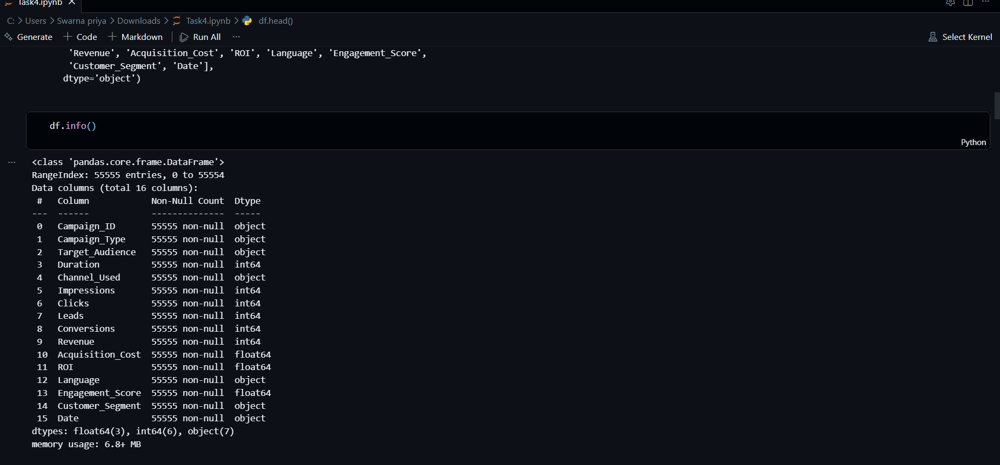 Task4.ipynb
C: > Users > Swarna priya > Downloads > Task4.ipynb > df.head()
Generate + Code + Markdown | Run All ··· Select Kernel
'Revenue', 'Acquisition_Cost', 'ROI', 'Language', 'Engagement_Score',
'Customer_Segment', 'Date'],
dtype='object')
df.info()
Python
<class 'pandas.core.frame.DataFrame'>
RangeIndex: 55555 entries, 0 to 55554
Data columns (total 16 columns):
 #   Column            Non-Null Count  Dtype
---  ------            --------------  -----
 0   Campaign_ID       55555 non-null  object
 1   Campaign_Type     55555 non-null  object
 2   Target_Audience   55555 non-null  object
 3   Duration          55555 non-null  int64
 4   Channel_Used      55555 non-null  object
 5   Impressions       55555 non-null  int64
 6   Clicks            55555 non-null  int64
 7   Leads             55555 non-null  int64
 8   Conversions       55555 non-null  int64
 9   Revenue           55555 non-null  int64
 10  Acquisition_Cost  55555 non-null  float64
 11  ROI               55555 non-null  float64
 12  Language          55555 non-null  object
 13  Engagement_Score  55555 non-null  float64
 14  Customer_Segment  55555 non-null  object
 15  Date              55555 non-null  object
dtypes: float64(3), int64(6), object(7)
memory usage: 6.8+ MB